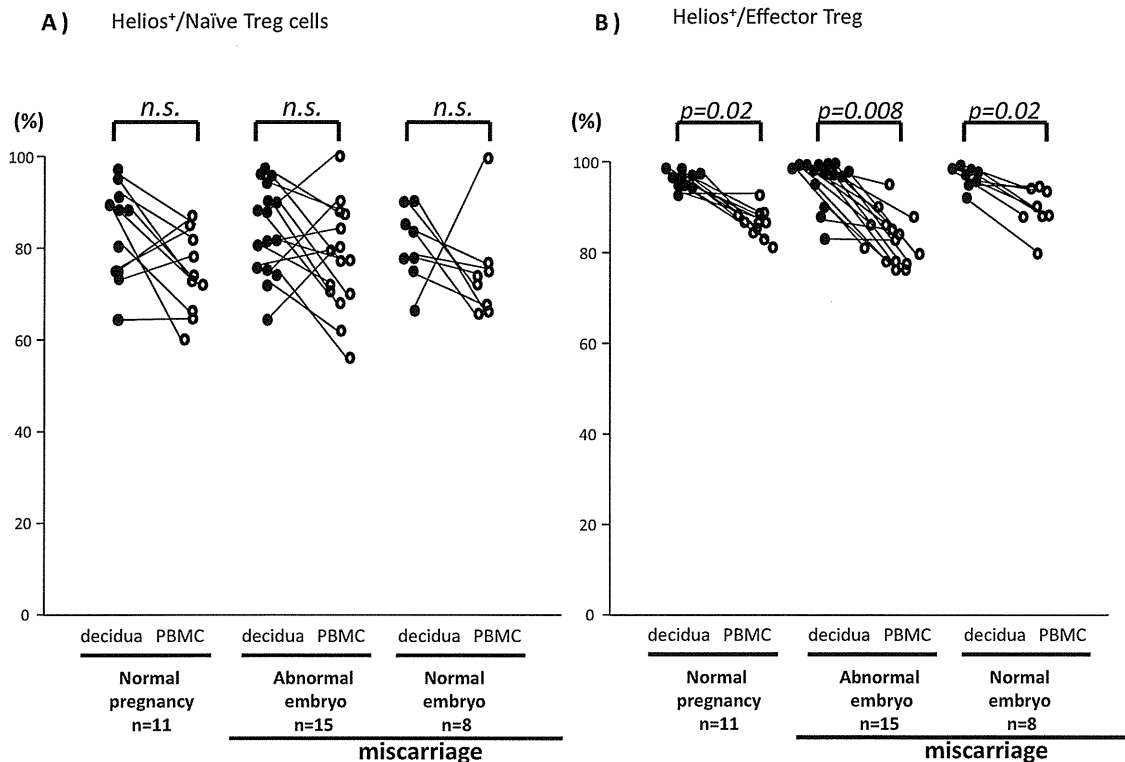 A) Helios⁺/Naïve Treg cells
(%)
n.s. n.s. n.s.
100
80
60
40
20
0
decidua PBMC decidua PBMC decidua PBMC
Normal pregnancy n=11
Abnormal embryo n=15
Normal embryo n=8
miscarriage
B) Helios⁺/Effector Treg
(%)
p=0.02 p=0.008 p=0.02
100
80
60
40
20
0
decidua PBMC decidua PBMC decidua PBMC
Normal pregnancy n=11
Abnormal embryo n=15
Normal embryo n=8
miscarriage